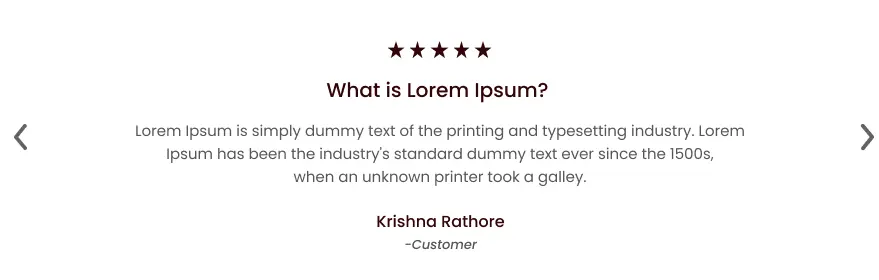 What is Lorem Ipsum?
Lorem Ipsum is simply dummy text of the printing and typesetting industry. Lorem
Ipsum has been the industry's standard dummy text ever since the 1500s,
when an unknown printer took a galley.
Krishna Rathore
-Customer